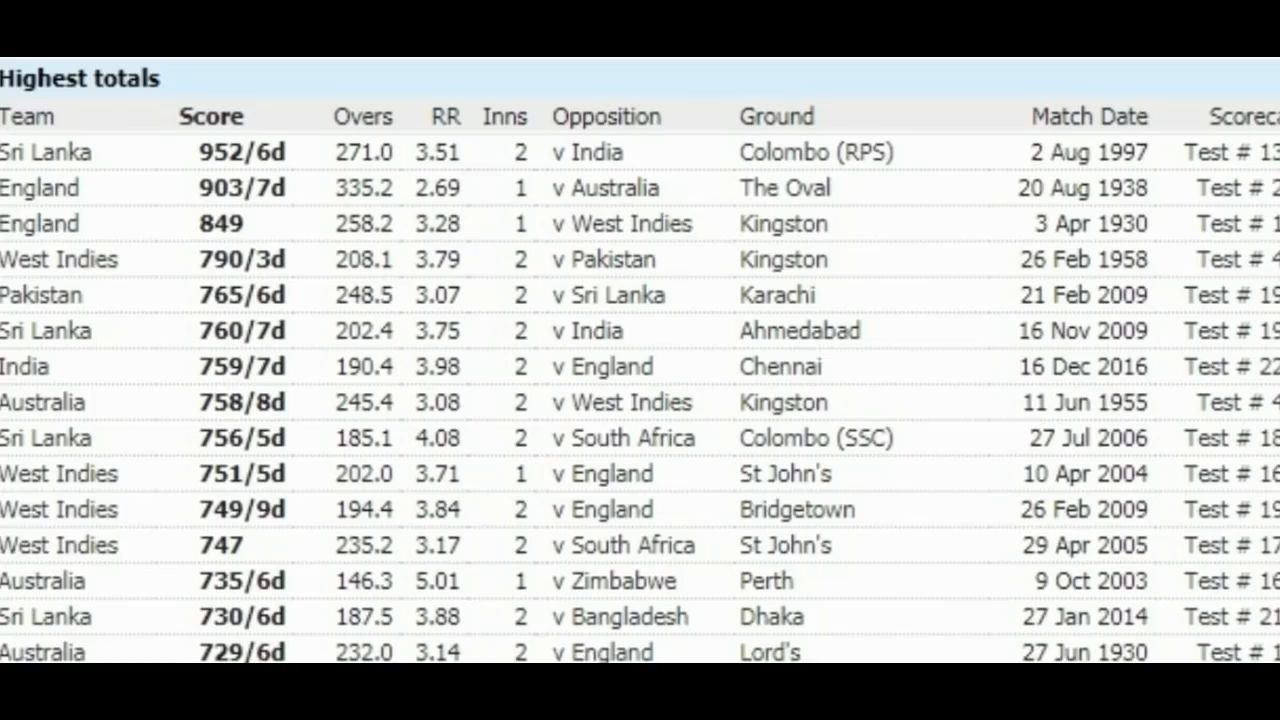 Highest totals
Team Score Overs RR Inns Opposition Ground Match Date
Sri Lanka 952/6d 271.0 3.51 2 v India Colombo (RPS) 2 Aug 1997 Test #
England 903/7d 335.2 2.69 1 v Australia The Oval 20 Aug 1938 Test #
England 849 258.2 3.28 1 v West Indies Kingston 3 Apr 1930 Test #
West Indies 790/3d 208.1 3.79 2 v Pakistan Kingston 26 Feb 1958 Test #
Pakistan 765/6d 248.5 3.07 2 v Sri Lanka Karachi 21 Feb 2009 Test #
Sri Lanka 760/7d 202.4 3.75 2 v India Ahmedabad 16 Nov 2009 Test #
India 759/7d 190.4 3.98 2 v England Chennai 16 Dec 2016 Test #
Australia 758/8d 245.4 3.08 2 v West Indies Kingston 11 Jun 1955 Test #
Sri Lanka 756/5d 185.1 4.08 2 v South Africa Colombo (SSC) 27 Jul 2006 Test #
West Indies 751/5d 202.0 3.71 1 v England St John's 10 Apr 2004 Test #
West Indies 749/9d 194.4 3.84 2 v England Bridgetown 26 Feb 2009 Test #
West Indies 747 235.2 3.17 2 v South Africa St John's 29 Apr 2005 Test #
Australia 735/6d 146.3 5.01 1 v Zimbabwe Perth 9 Oct 2003 Test #
Sri Lanka 730/6d 187.5 3.88 2 v Bangladesh Dhaka 27 Jan 2014 Test #
Australia 729/6d 232.0 3.14 2 v England Lord's 27 Jun 1930 Test #